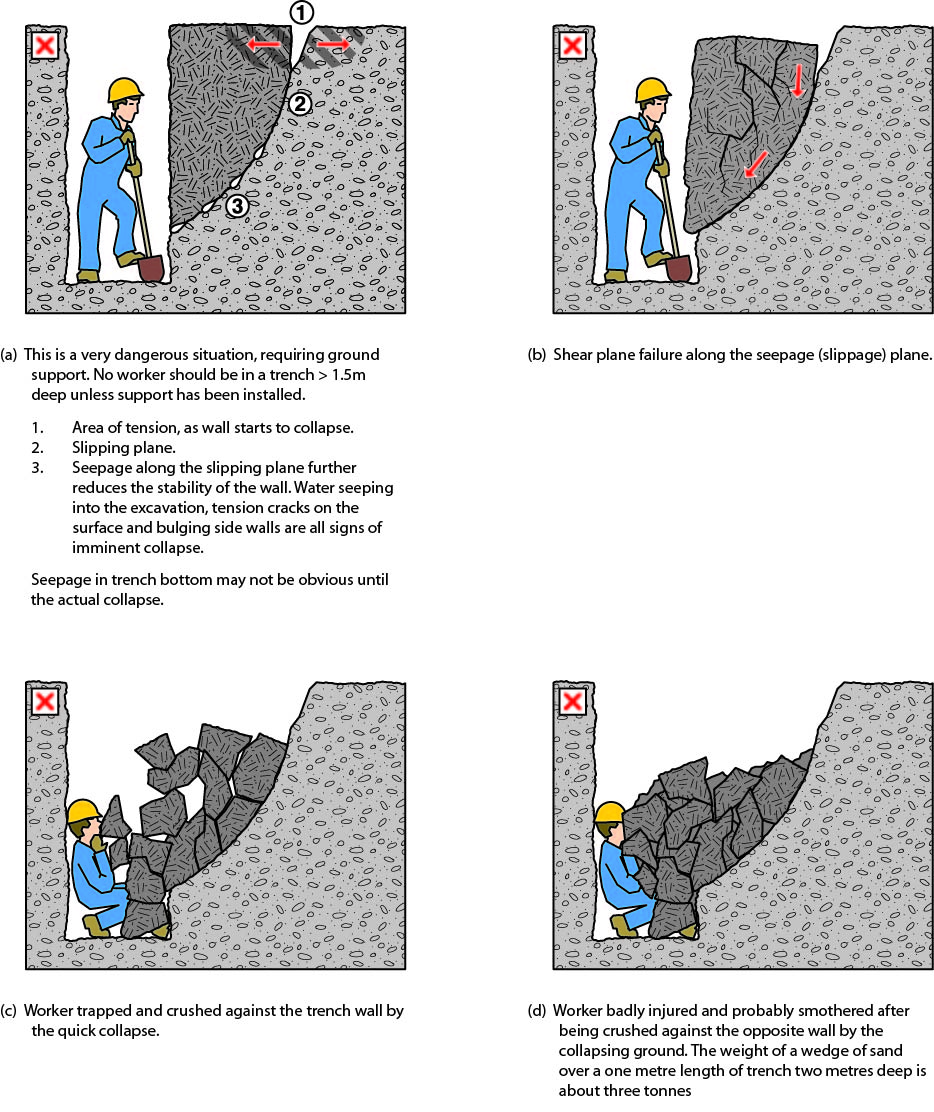 1
2
3
(a) This is a very dangerous situation, requiring ground
support. No worker should be in a trench > 1.5m
deep unless support has been installed.
1. Area of tension, as wall starts to collapse.
2. Slipping plane.
3. Seepage along the slipping plane further
reduces the stability of the wall. Water seeping
into the excavation, tension cracks on the
surface and bulging side walls are all signs of
imminent collapse.
Seepage in trench bottom may not be obvious until
the actual collapse.
(b) Shear plane failure along the seepage (slippage) plane.
(c) Worker trapped and crushed against the trench wall by
the quick collapse.
(d) Worker badly injured and probably smothered after
being crushed against the opposite wall by the
collapsing ground. The weight of a wedge of sand
over a one metre length of trench two metres deep is
about three tonnes